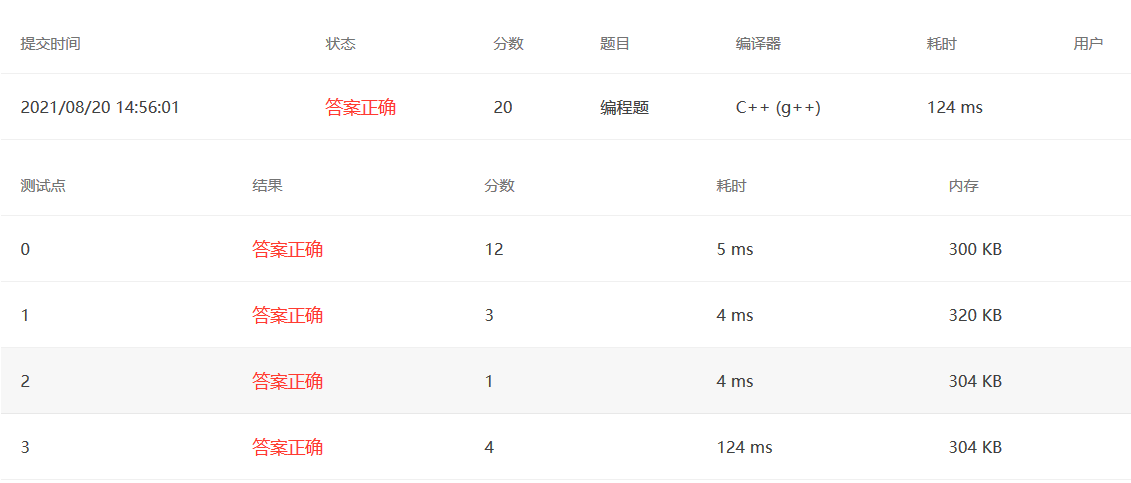 提交时间 状态 分数 题目 编译器 耗时 用户
2021/08/20 14:56:01 答案正确 20 编程题 C++ (g++) 124 ms
测试点 结果 分数 耗时 内存
0 答案正确 12 5 ms 300 KB
1 答案正确 3 4 ms 320 KB
2 答案正确 1 4 ms 304 KB
3 答案正确 4 124 ms 304 KB